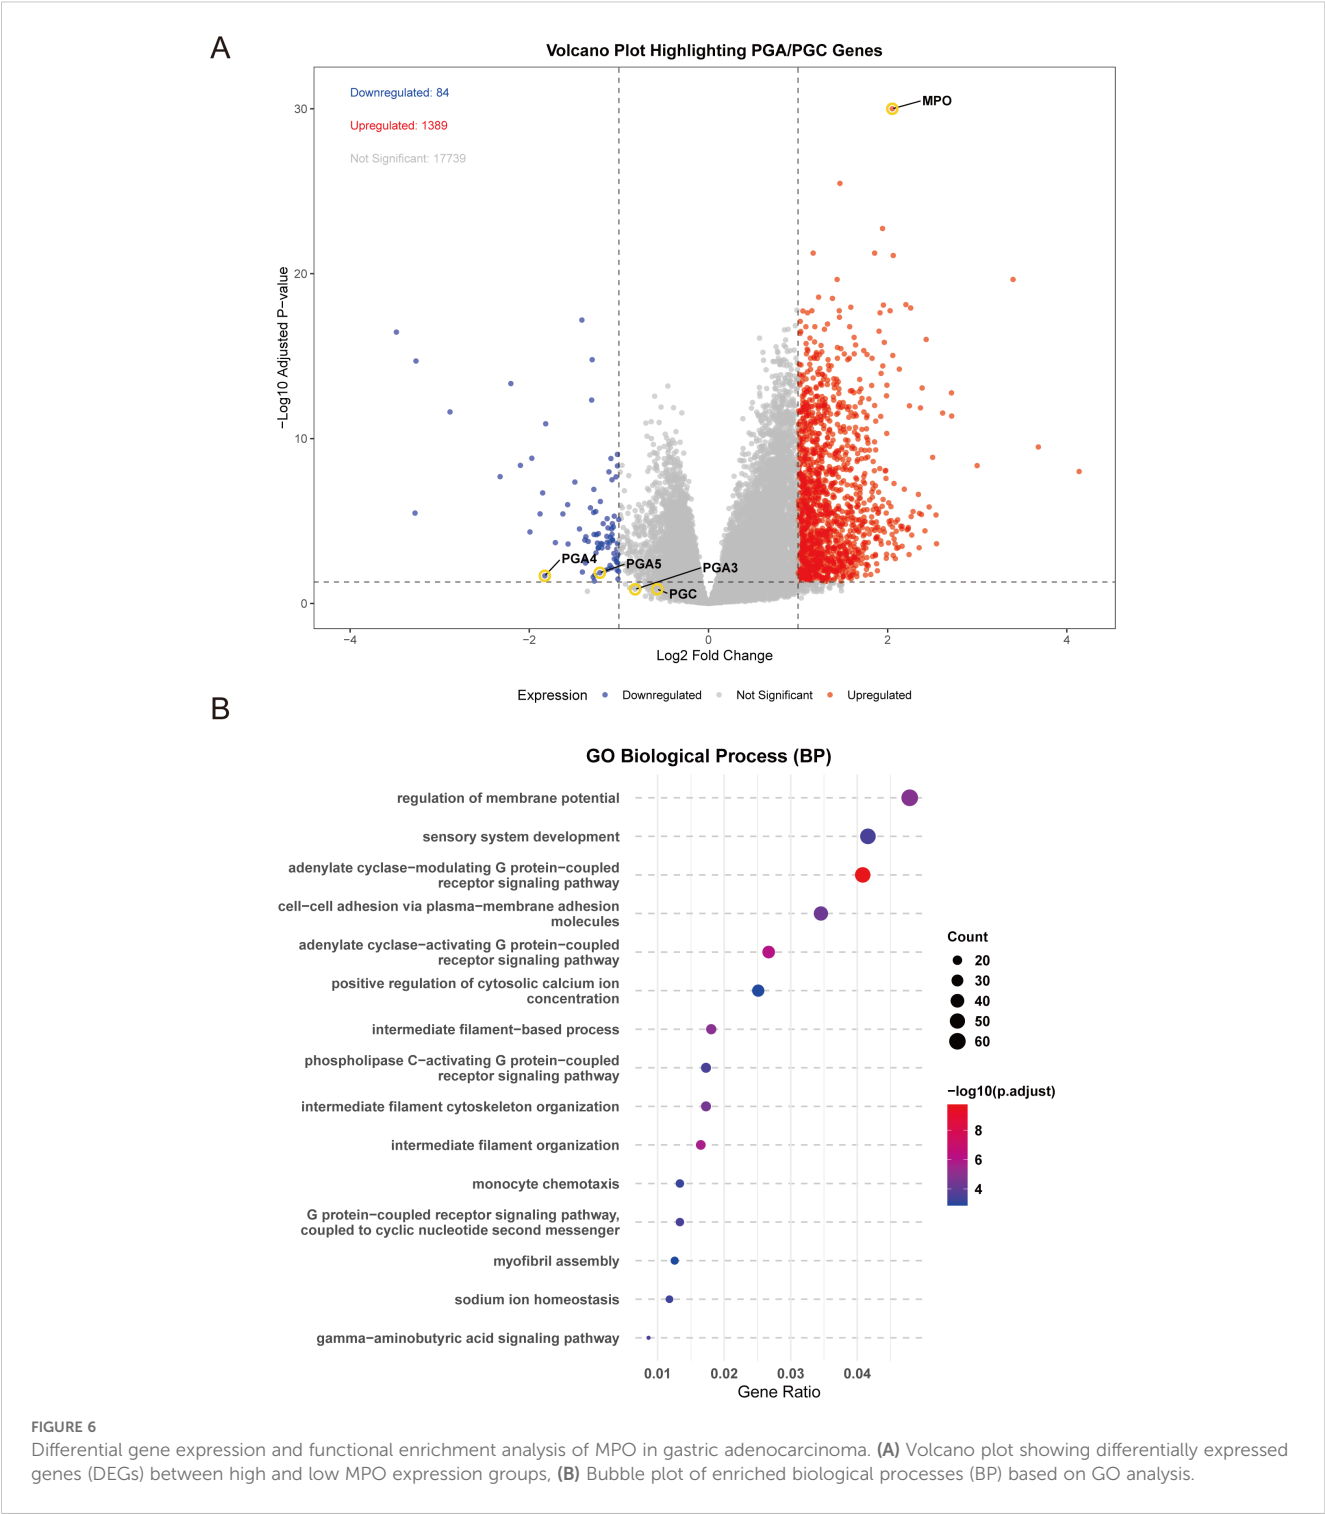 A
Volcano Plot Highlighting PGA/PGC Genes
Downregulated: 84
Upregulated: 1389
Not Significant: 17739
MPO
PGA4
PGA5
PGA3
PGC
−Log10 Adjusted P−value
30
20
10
0
−4
−2
0
2
4
Log2 Fold Change
Expression
Downregulated
Not Significant
Upregulated
B
GO Biological Process (BP)
regulation of membrane potential
sensory system development
adenylate cyclase−modulating G protein−coupled
receptor signaling pathway
cell−cell adhesion via plasma−membrane adhesion
molecules
adenylate cyclase−activating G protein−coupled
receptor signaling pathway
positive regulation of cytosolic calcium ion
concentration
intermediate filament−based process
phospholipase C−activating G protein−coupled
receptor signaling pathway
intermediate filament cytoskeleton organization
intermediate filament organization
monocyte chemotaxis
G protein−coupled receptor signaling pathway,
coupled to cyclic nucleotide second messenger
myofibril assembly
sodium ion homeostasis
gamma−aminobutyric acid signaling pathway
0.01
0.02
0.03
0.04
Gene Ratio
Count
20
30
40
50
60
−log10(p.adjust)
8
6
4
FIGURE 6
Differential gene expression and functional enrichment analysis of MPO in gastric adenocarcinoma. (A) Volcano plot showing differentially expressed
genes (DEGs) between high and low MPO expression groups, (B) Bubble plot of enriched biological processes (BP) based on GO analysis.